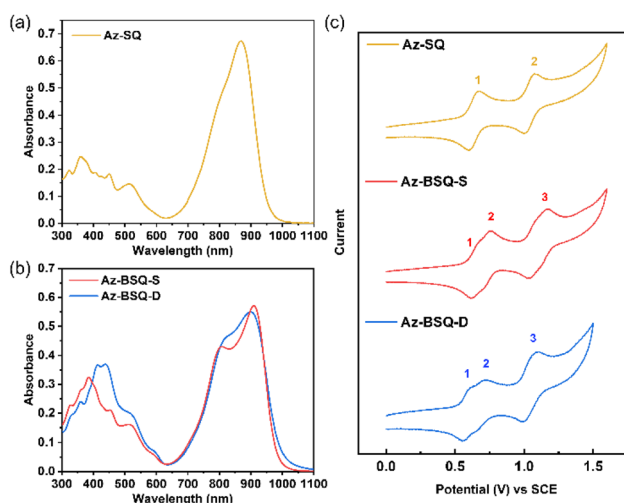 (a)
Az-SQ
Absorbance
0.7
0.6
0.5
0.4
0.3
0.2
0.1
0.0
300 400 500 600 700 800 900 1000 1100
Wavelength (nm)
(b)
Az-BSQ-S
Az-BSQ-D
Absorbance
0.7
0.6
0.5
0.4
0.3
0.2
0.1
0.0
300 400 500 600 700 800 900 1000 1100
Wavelength (nm)
(c)
Az-SQ
1 2
Az-BSQ-S
1 2 3
Az-BSQ-D
1 2 3
Current
0.0 0.5 1.0 1.5
Potential (V) vs SCE